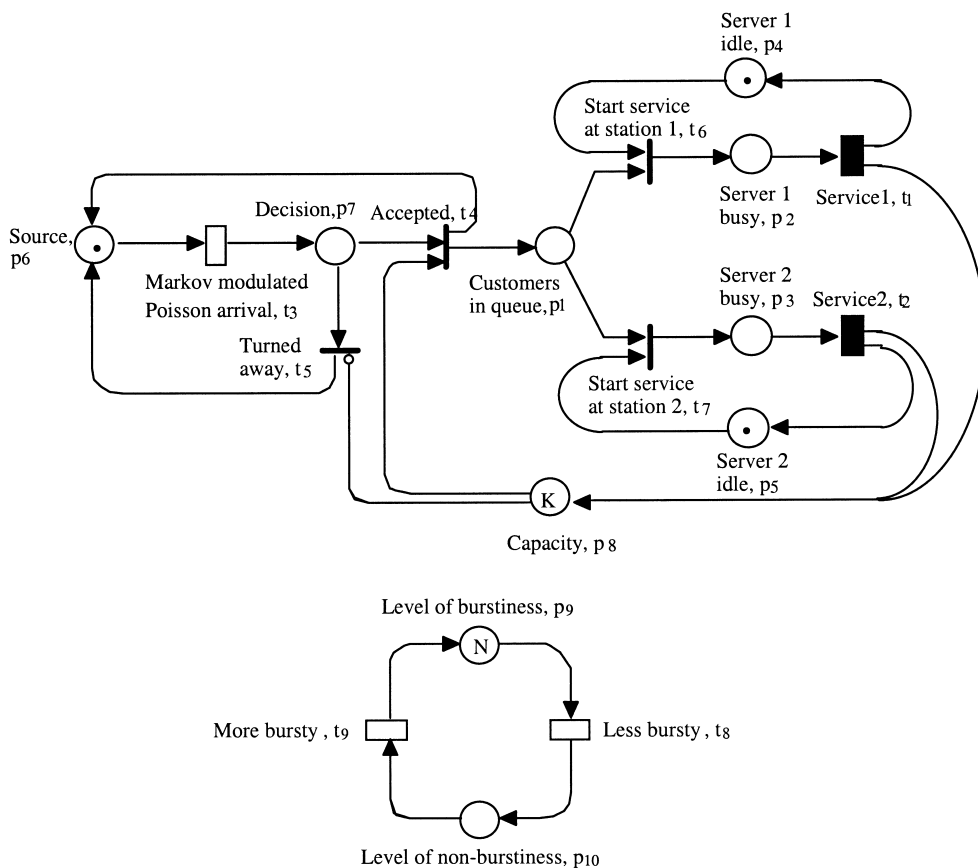 Server 1
idle, p4
Start service
at station 1, t6
Server 1
busy, p2
Service1, t1
Decision,p7
Accepted, t4
Source,
p6
Markov modulated
Poisson arrival, t3
Customers
in queue,p1
Server 2
busy, p3
Service2, t2
Turned
away, t5
Start service
at station 2, t7
Server 2
idle, p5
K
Capacity, p8
Level of burstiness, p9
N
More bursty , t9
Less bursty , t8
Level of non-burstiness, p10